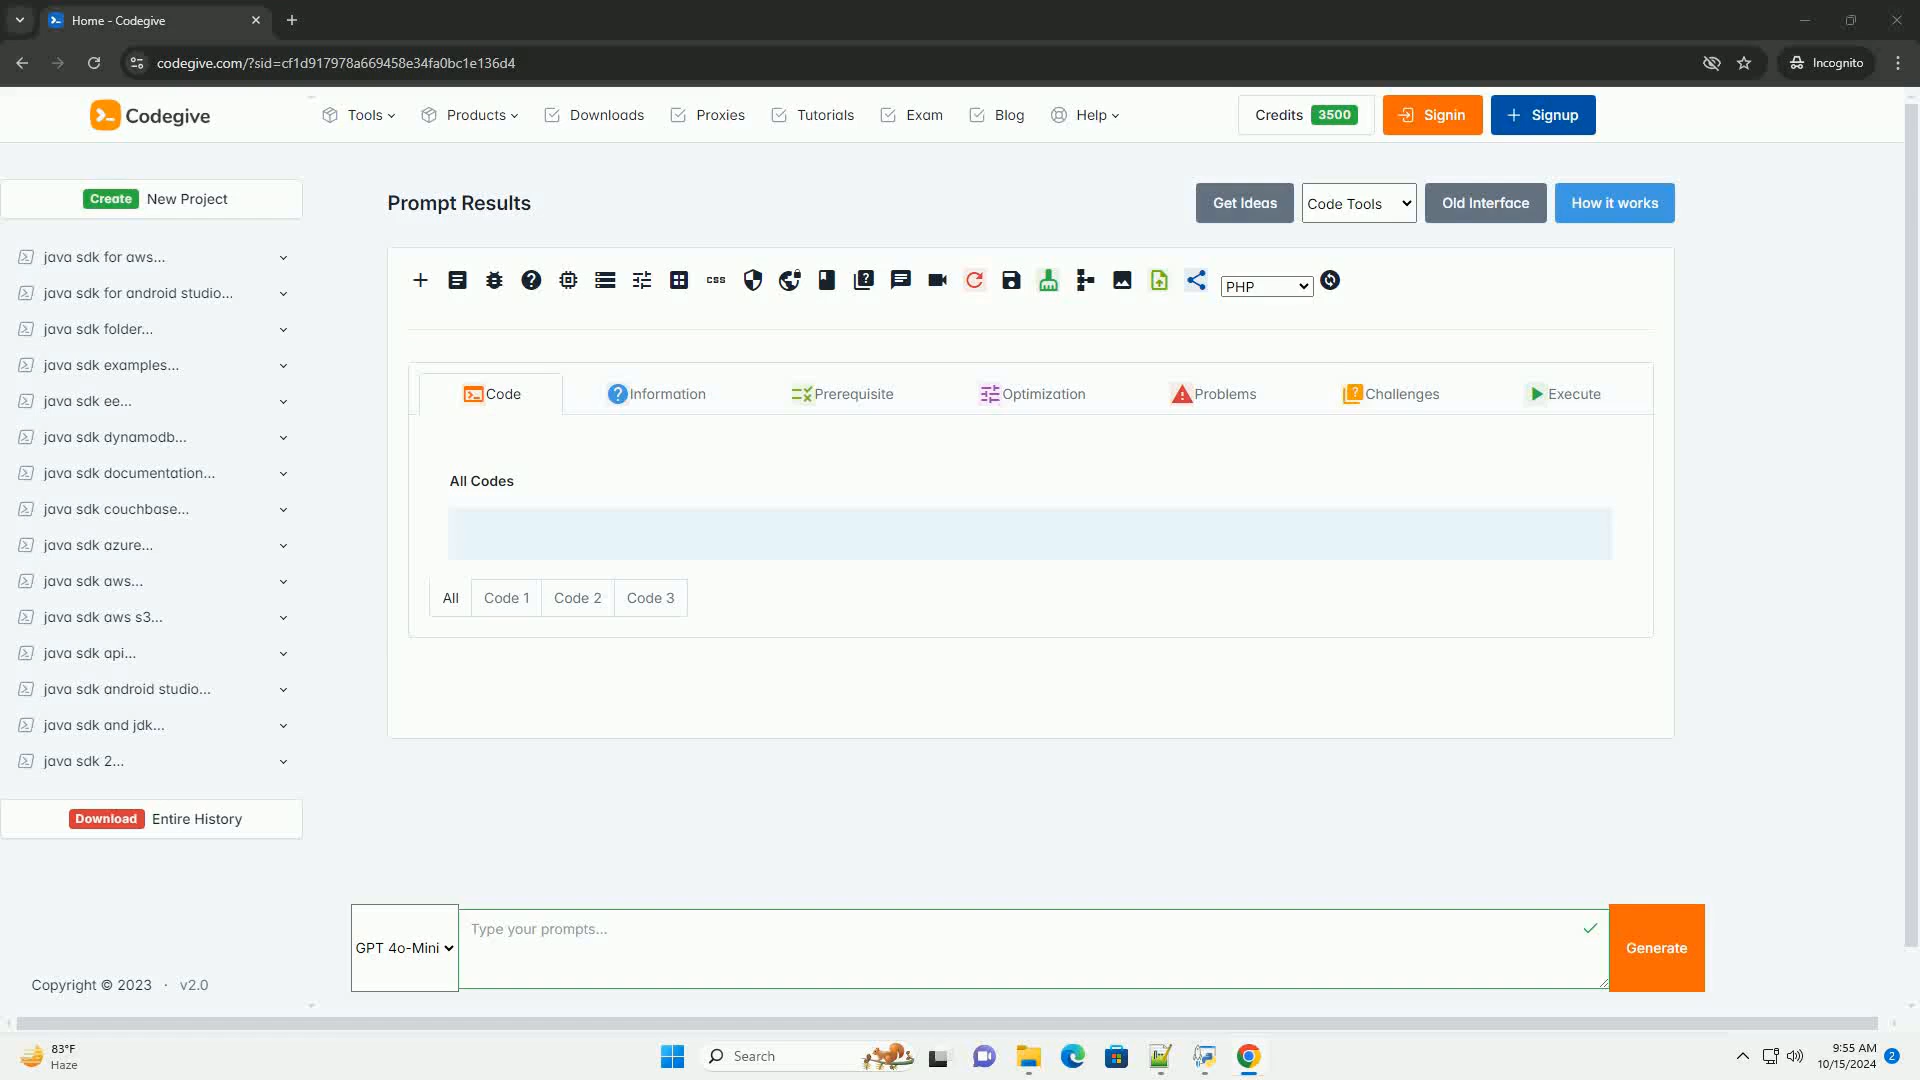 Home - Codegive
codegive.com/?sid=cf1d917978a669458e34fa0bc1e136d4
Incognito
Codegive
Tools
Products
Downloads
Proxies
Tutorials
Exam
Blog
Help
Credits 3500
Signin
Signup
Create New Project
java sdk for aws...
java sdk for android studio...
java sdk folder...
java sdk examples...
java sdk ee...
java sdk dynamodb...
java sdk documentation...
java sdk couchbase...
java sdk azure...
java sdk aws...
java sdk aws s3...
java sdk api...
java sdk android studio...
java sdk and jdk...
java sdk 2...
Download Entire History
Copyright © 2023 · v2.0
Prompt Results
Get Ideas
Code Tools
Old Interface
How it works
CSS
PHP
Code
Information
Prerequisite
Optimization
Problems
Challenges
Execute
All Codes
All
Code 1
Code 2
Code 3
GPT 4o-Mini
Type your prompts...
Generate
83°F
Haze
Search
9:55 AM
10/15/2024
2